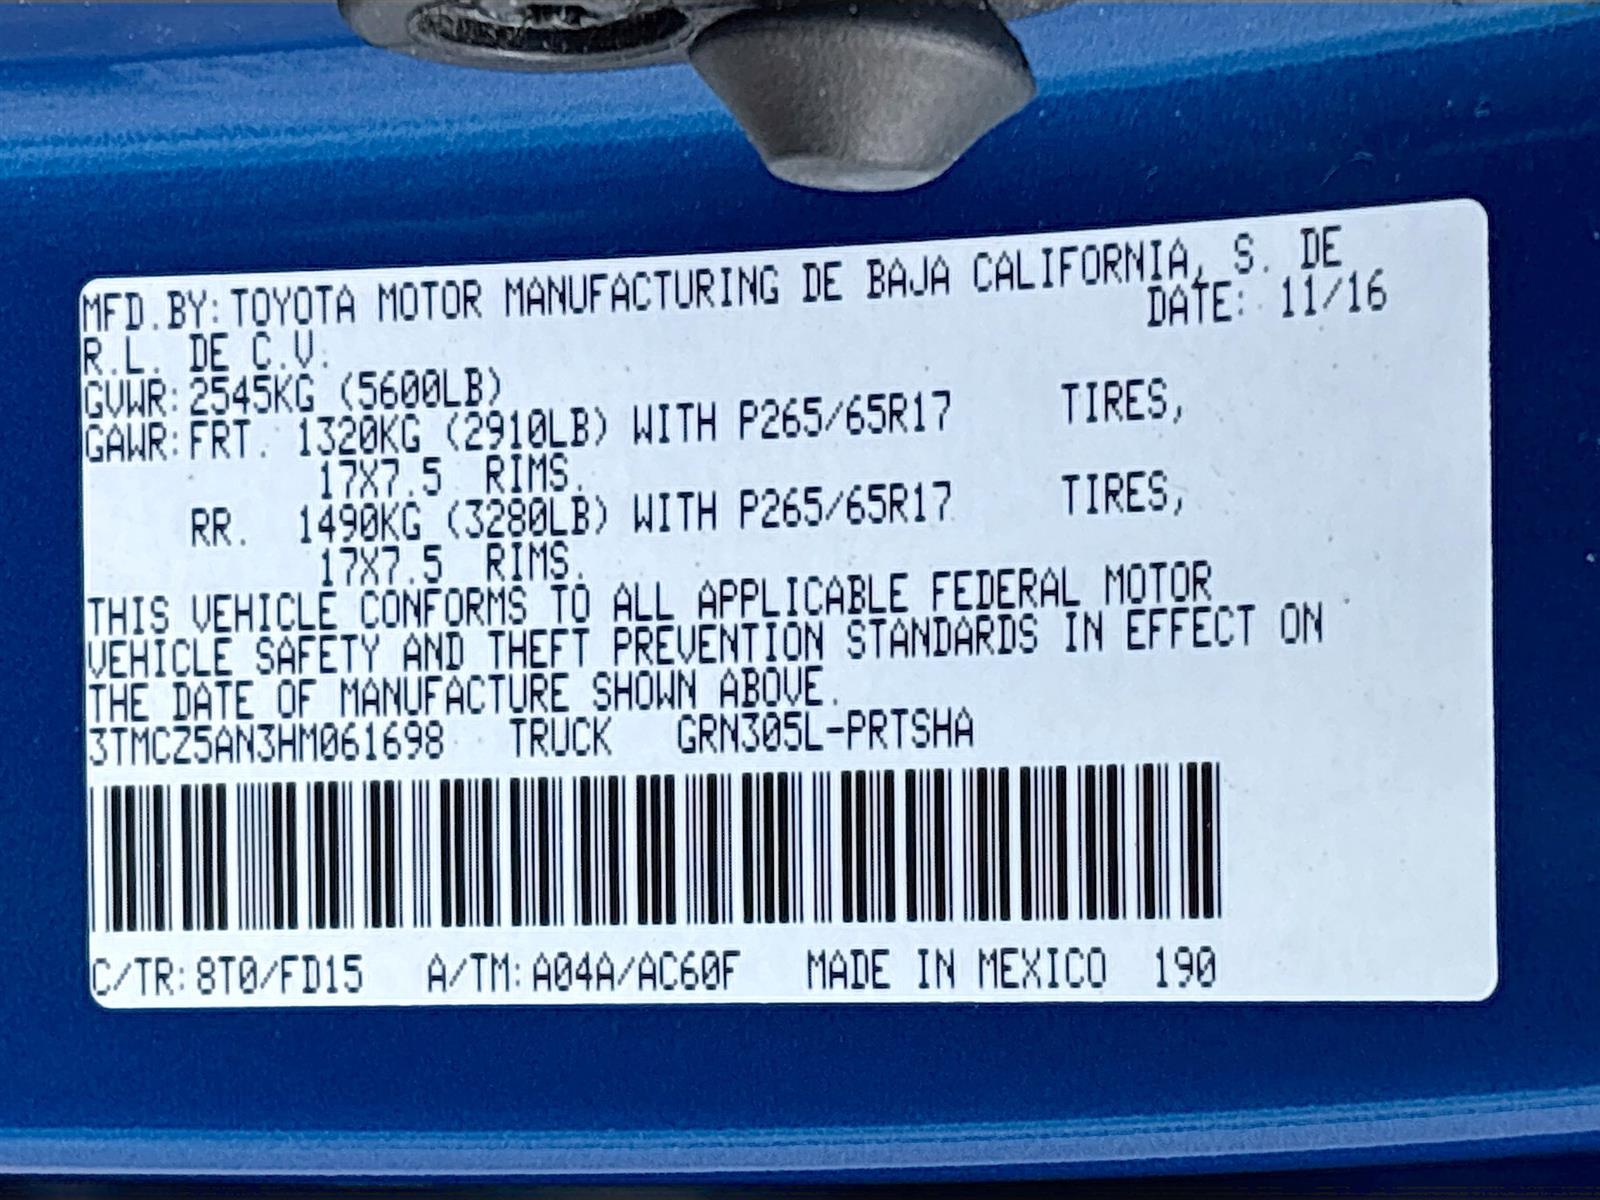 MFD.BY:TOYOTA MOTOR MANUFACTURING DE BAJA CALIFORNIA, S. DE
R.L. DE C.V. DATE: 11/16
GVWR:2545KG (5600LB)
GAWR:FRT. 1320KG (2910LB) WITH P265/65R17 TIRES,
17X7.5 RIMS.
RR. 1490KG (3280LB) WITH P265/65R17 TIRES,
17X7.5 RIMS.
THIS VEHICLE CONFORMS TO ALL APPLICABLE FEDERAL MOTOR
VEHICLE SAFETY AND THEFT PREVENTION STANDARDS IN EFFECT ON
THE DATE OF MANUFACTURE SHOWN ABOVE.
3TMCZ5AN3HM061698 TRUCK GRN305L-PRTSHA
C/TR:8T0/FD15 A/TM:A04A/AC60F MADE IN MEXICO 190